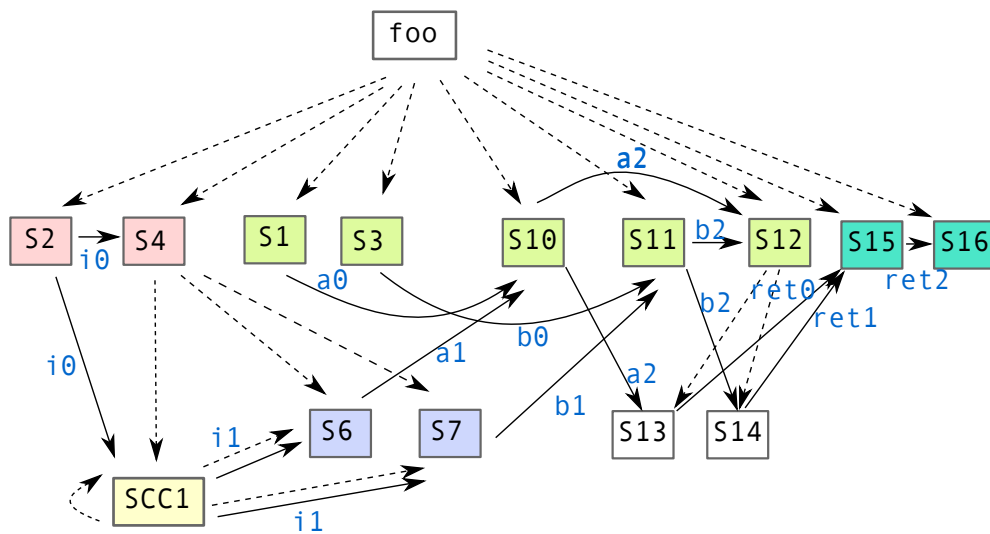 foo
a2
S2
S4
S1
S3
S10
S11
S12
S15
S16
i0
b2
a0
ret0
ret2
b2
ret1
b0
a1
i0
a2
b1
S6
S7
S13
S14
i1
SCC1
i1